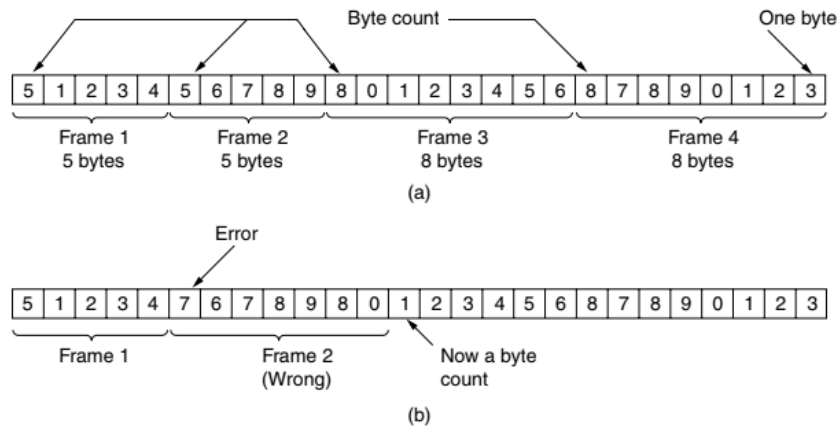 Byte count One byte
5 1 2 3 4 5 6 7 8 9 8 0 1 2 3 4 5 6 8 7 8 9 0 1 2 3
Frame 1 Frame 2 Frame 3 Frame 4
5 bytes 5 bytes 8 bytes 8 bytes
(a)
Error
5 1 2 3 4 7 6 7 8 9 8 0 1 2 3 4 5 6 8 7 8 9 0 1 2 3
Frame 1 Frame 2 Now a byte
(Wrong) count
(b)